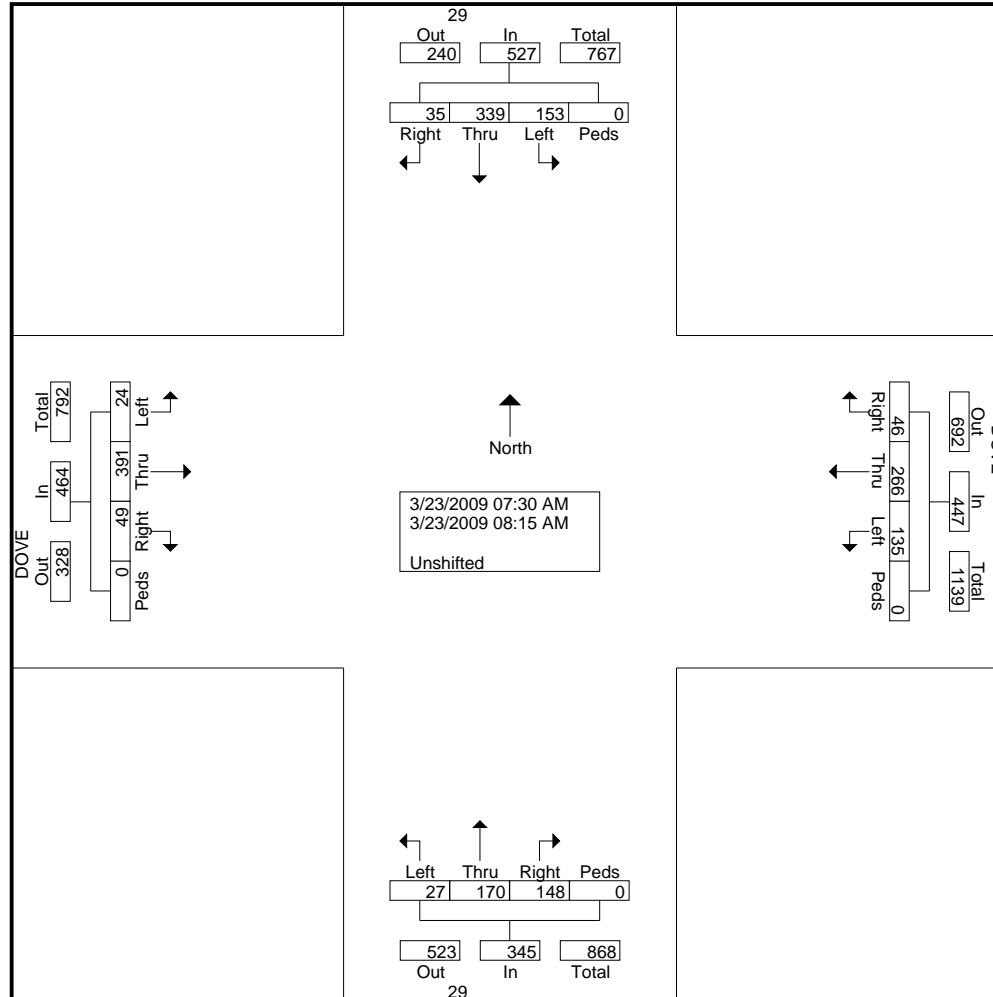 29
Out In Total
240 527 767
35 339 153 0
Right Thru Left Peds
Total In Out
792 464 328
DOVE
24 391 49 0
Left Thru Right Peds
North
3/23/2009 07:30 AM
3/23/2009 08:15 AM
Unshifted
Right Thru Left Peds
46 266 135 0
Out In Total
692 447 1139
Left Thru Right Peds
27 170 148 0
523 345 868
Out In Total
29